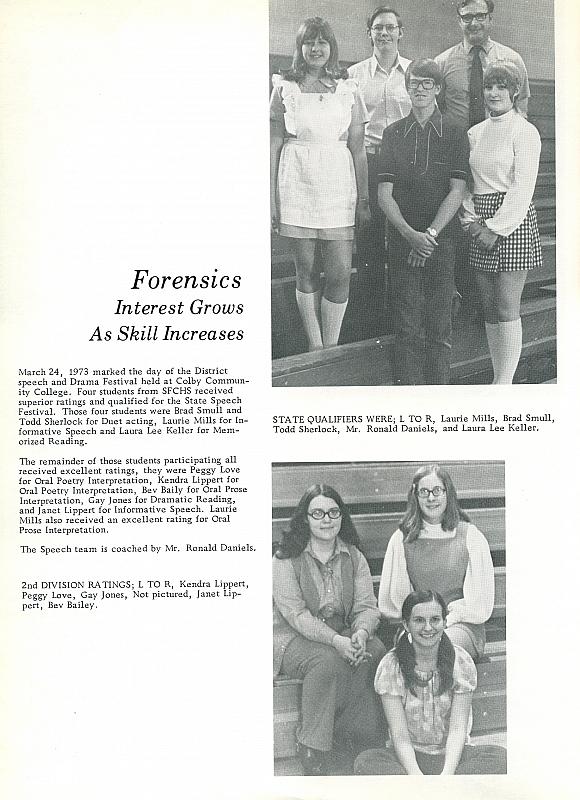 Forensics
Interest Grows
As Skill Increases
March 24, 1973 marked the day of the District
speech and Drama Festival held at Colby Commun-
ity College. Four students from SFCHS received
superior ratings and qualified for the State Speech
Festival. Those four students were Brad Smull and
Todd Sherlock for Duet acting, Laurie Mills for In-
formative Speech and Laura Lee Keller for Mem-
orized Reading.
The remainder of those students participating all
received excellent ratings, they were Peggy Love
for Oral Poetry Interpretation, Kendra Lippert for
Oral Poetry Interpretation, Bev Baily for Oral Prose
Interpretation, Gay Jones for Dramatic Reading,
and Janet Lippert for Informative Speech. Laurie
Mills also received an excellent rating for Oral
Prose Interpretation.
The Speech team is coached by Mr. Ronald Daniels.
2nd DIVISION RATINGS; L TO R, Kendra Lippert,
Peggy Love, Gay Jones, Not pictured, Janet Lip-
pert, Bev Bailey.
STATE QUALIFIERS WERE; L TO R, Laurie Mills, Brad Smull,
Todd Sherlock, Mr. Ronald Daniels, and Laura Lee Keller.